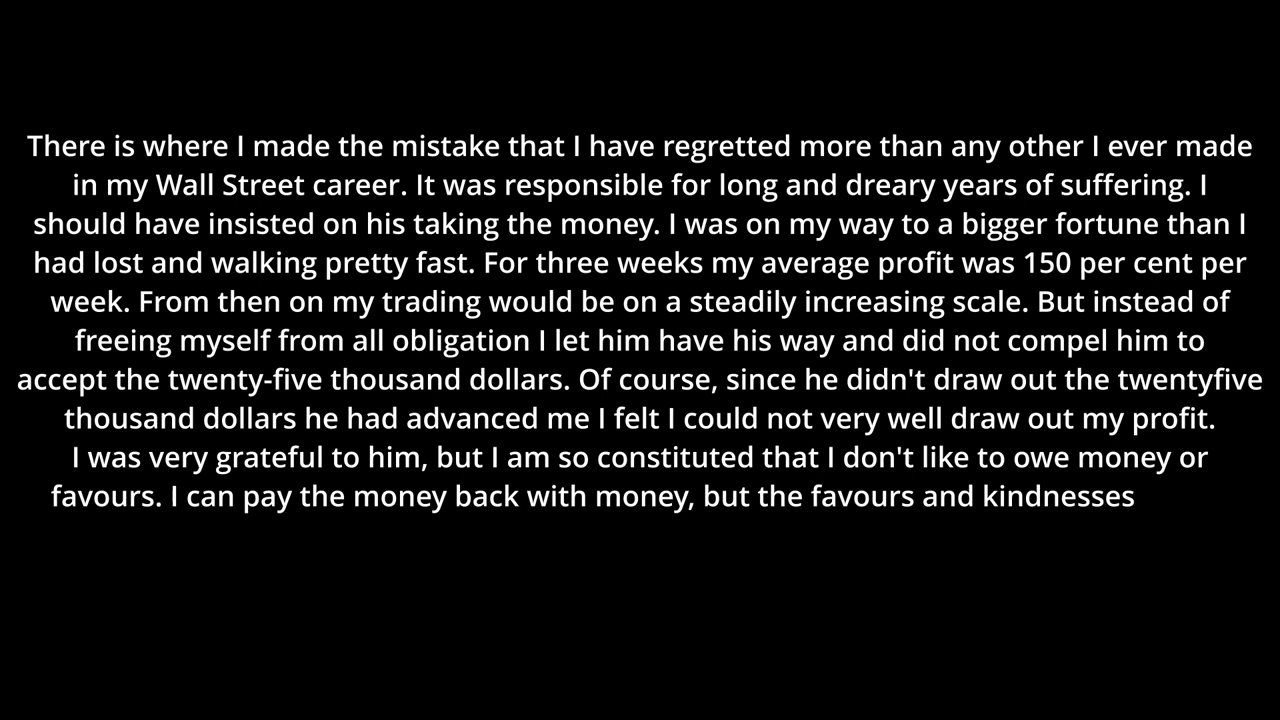 There is where I made the mistake that I have regretted more than any other I ever made
in my Wall Street career. It was responsible for long and dreary years of suffering. I
should have insisted on his taking the money. I was on my way to a bigger fortune than I
had lost and walking pretty fast. For three weeks my average profit was 150 per cent per
week. From then on my trading would be on a steadily increasing scale. But instead of
freeing myself from all obligation I let him have his way and did not compel him to
accept the twenty-five thousand dollars. Of course, since he didn't draw out the twentyfive
thousand dollars he had advanced me I felt I could not very well draw out my profit.
I was very grateful to him, but I am so constituted that I don't like to owe money or
favours. I can pay the money back with money, but the favours and kindnesses